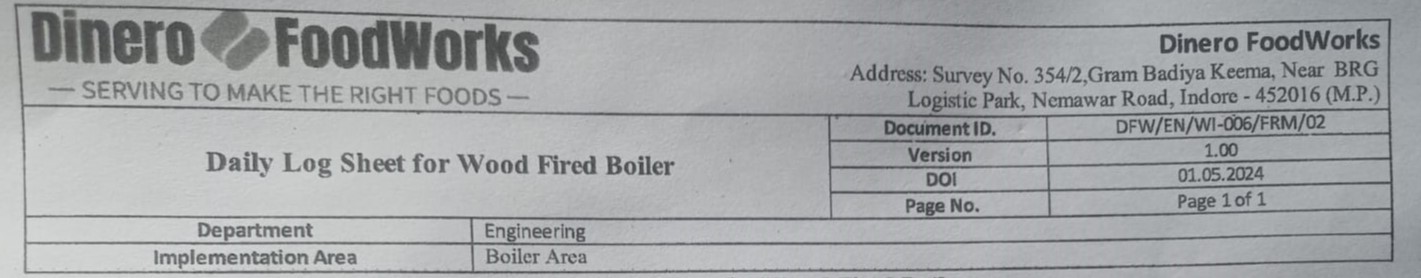 Dinero FoodWorks
— SERVING TO MAKE THE RIGHT FOODS —
Dinero FoodWorks
Address: Survey No. 354/2,Gram Badiya Keema, Near BRG
Logistic Park, Nemawar Road, Indore - 452016 (M.P.)
Daily Log Sheet for Wood Fired Boiler
Document ID. DFW/EN/WI-006/FRM/02
Version 1.00
DOI 01.05.2024
Page No. Page 1 of 1
Department Engineering
Implementation Area Boiler Area